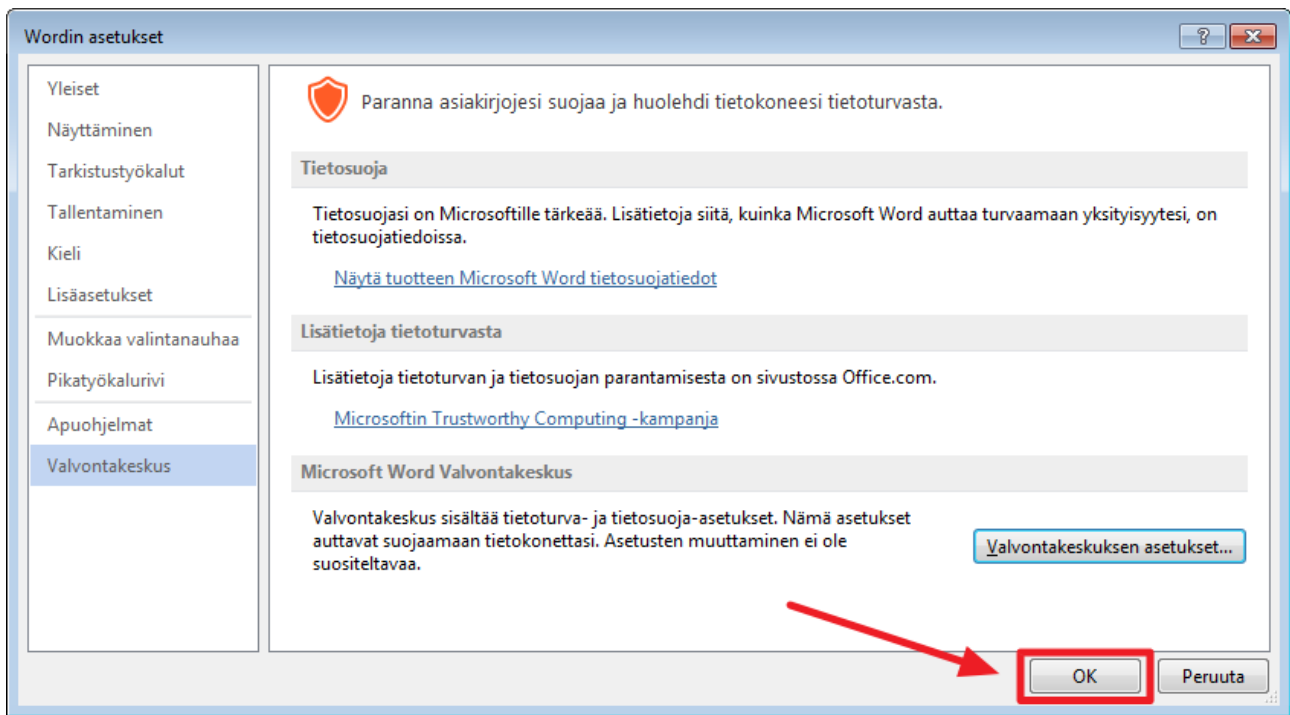 Wordin asetukset
Yleiset
Näyttäminen
Tarkistustyökalut
Tallentaminen
Kieli
Lisäasetukset
Muokkaa valintanauhaa
Pikatyökalurivi
Apuohjelmat
Valvontakeskus
Paranna asiakirjojesi suojaa ja huolehdi tietokoneesi tietoturvasta.
Tietosuoja
Tietosuojasi on Microsoftille tärkeää. Lisätietoja siitä, kuinka Microsoft Word auttaa turvaamaan yksityisyytesi, on
tietosuojatiedoissa.
Näytä tuotteen Microsoft Word tietosuojatiedot
Lisätietoja tietoturvasta
Lisätietoja tietoturvan ja tietosuojan parantamisesta on sivustossa Office.com.
Microsoftin Trustworthy Computing -kampanja
Microsoft Word Valvontakeskus
Valvontakeskus sisältää tietoturva- ja tietosuoja-asetukset. Nämä asetukset
auttavat suojaamaan tietokonettasi. Asetusten muuttaminen ei ole
suositeltavaa.
Valvontakeskuksen asetukset...
OK
Peruuta